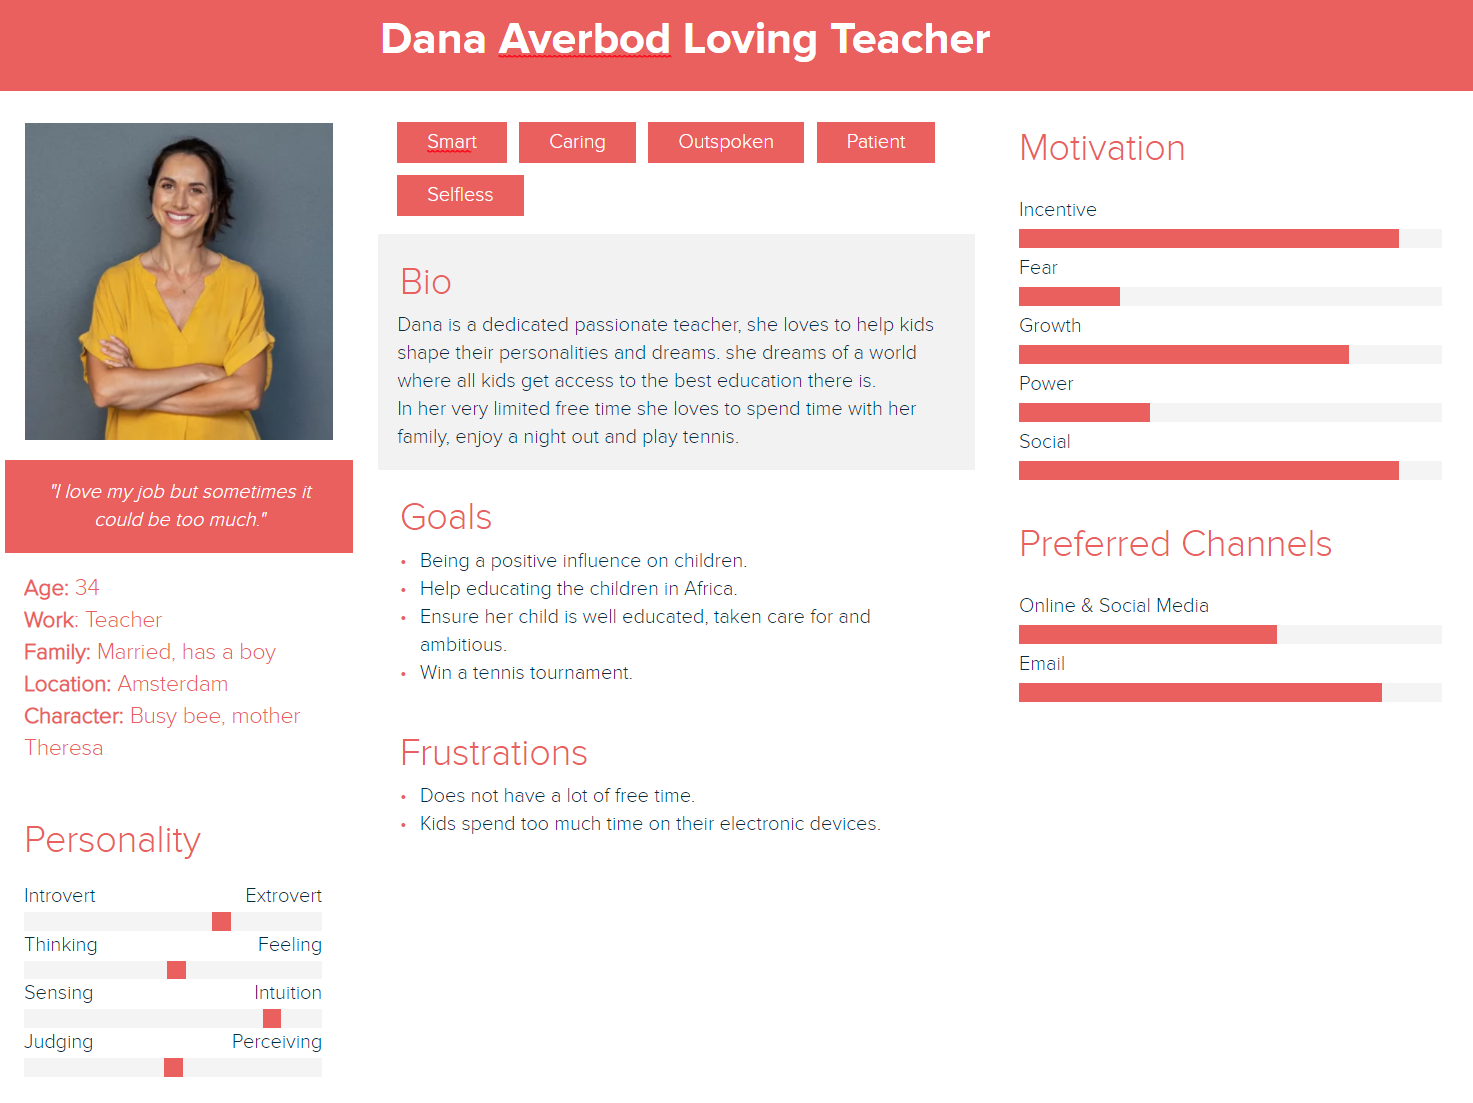 Dana Averbod Loving Teacher
"I love my job but sometimes it
could be too much."
Age: 34
Work: Teacher
Family: Married, has a boy
Location: Amsterdam
Character: Busy bee, mother
Theresa
Personality
Introvert Extrovert
Thinking Feeling
Sensing Intuition
Judging Perceiving
Smart Caring Outspoken Patient
Selfless
Bio
Dana is a dedicated passionate teacher, she loves to help kids
shape their personalities and dreams. she dreams of a world
where all kids get access to the best education there is.
In her very limited free time she loves to spend time with her
family, enjoy a night out and play tennis.
Goals
• Being a positive influence on children.
• Help educating the children in Africa.
• Ensure her child is well educated, taken care for and
ambitious.
• Win a tennis tournament.
Frustrations
• Does not have a lot of free time.
• Kids spend too much time on their electronic devices.
Motivation
Incentive
Fear
Growth
Power
Social
Preferred Channels
Online & Social Media
Email